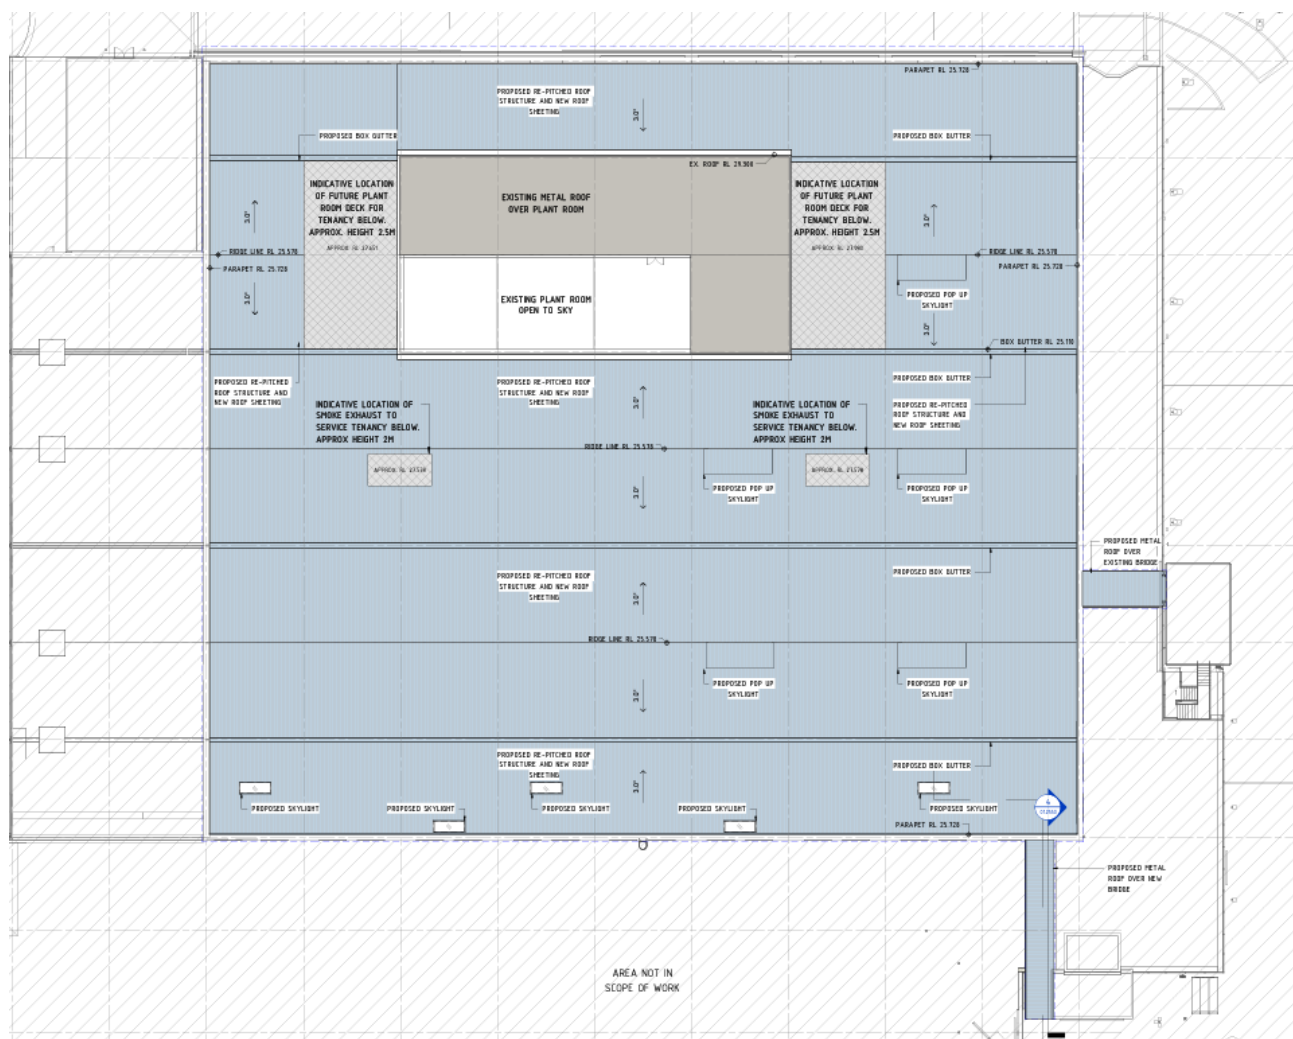 PARAPET RL 25.720
PROPOSED RE-PITCHED ROOF
STRUCTURE AND NEW ROOF
SHEETING
3.0°
PROPOSED BOX GUTTER
PROPOSED BOX GUTTER
EX. ROOF RL 29.300
INDICATIVE LOCATION
OF FUTURE PLANT
ROOM DECK FOR
TENANCY BELOW.
APPROX. HEIGHT 2.5M
EXISTING METAL ROOF
OVER PLANT ROOM
INDICATIVE LOCATION
OF FUTURE PLANT
ROOM DECK FOR
TENANCY BELOW.
APPROX. HEIGHT 2.5M
3.0°
3.0°
RIDGE LINE RL 25.570
RIDGE LINE RL 25.570
PARAPET RL 25.720
PARAPET RL 25.720
3.0°
EXISTING PLANT ROOM
OPEN TO SKY
PROPOSED POP UP
SKYLIGHT
3.0°
BOX GUTTER RL 25.110
PROPOSED RE-PITCHED
ROOF STRUCTURE AND
NEW ROOF SHEETING
PROPOSED RE-PITCHED ROOF
STRUCTURE AND NEW ROOF
SHEETING
PROPOSED BOX GUTTER
3.0°
INDICATIVE LOCATION OF
SMOKE EXHAUST TO
SERVICE TENANCY BELOW.
APPROX HEIGHT 2M
INDICATIVE LOCATION OF
SMOKE EXHAUST TO
SERVICE TENANCY BELOW.
APPROX HEIGHT 2M
PROPOSED RE-PITCHED
ROOF STRUCTURE AND
NEW ROOF SHEETING
RIDGE LINE RL 25.570
3.0°
PROPOSED POP UP
SKYLIGHT
PROPOSED POP UP
SKYLIGHT
PROPOSED METAL
ROOF OVER
EXISTING BRIDGE
PROPOSED RE-PITCHED ROOF
STRUCTURE AND NEW ROOF
SHEETING
3.0°
PROPOSED BOX GUTTER
RIDGE LINE RL 25.570
3.0°
PROPOSED POP UP
SKYLIGHT
PROPOSED POP UP
SKYLIGHT
PROPOSED RE-PITCHED ROOF
STRUCTURE AND NEW ROOF
SHEETING
3.0°
PROPOSED BOX GUTTER
PROPOSED SKYLIGHT
PROPOSED SKYLIGHT
PROPOSED SKYLIGHT
PROPOSED SKYLIGHT
PROPOSED SKYLIGHT
PARAPET RL 25.720
PROPOSED METAL
ROOF OVER NEW
BRIDGE
AREA NOT IN
SCOPE OF WORK